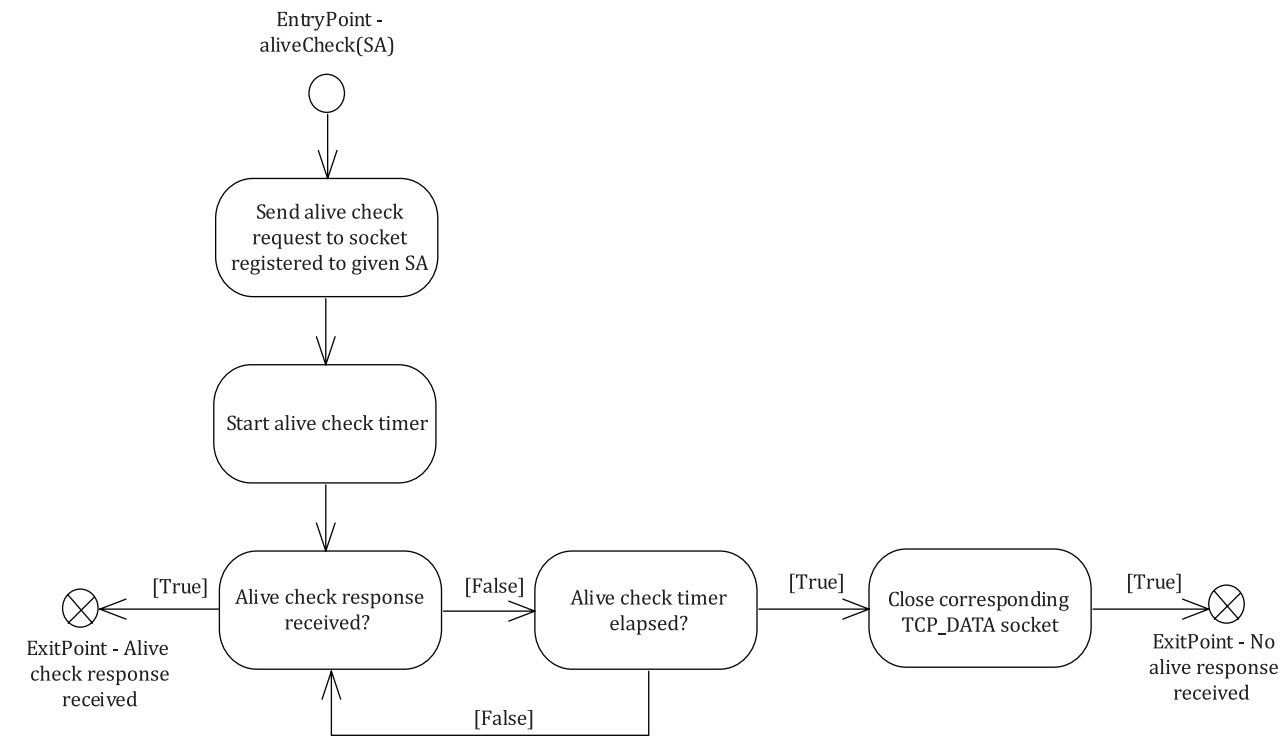 EntryPoint -
aliveCheck(SA)
Send alive check
request to socket
registered to given SA
Start alive check timer
[True]
Alive check response
received?
[False]
Alive check timer
elapsed?
[True]
Close corresponding
TCP_DATA socket
[True]
ExitPoint - Alive
check response
received
ExitPoint - No
alive response
received
[False]